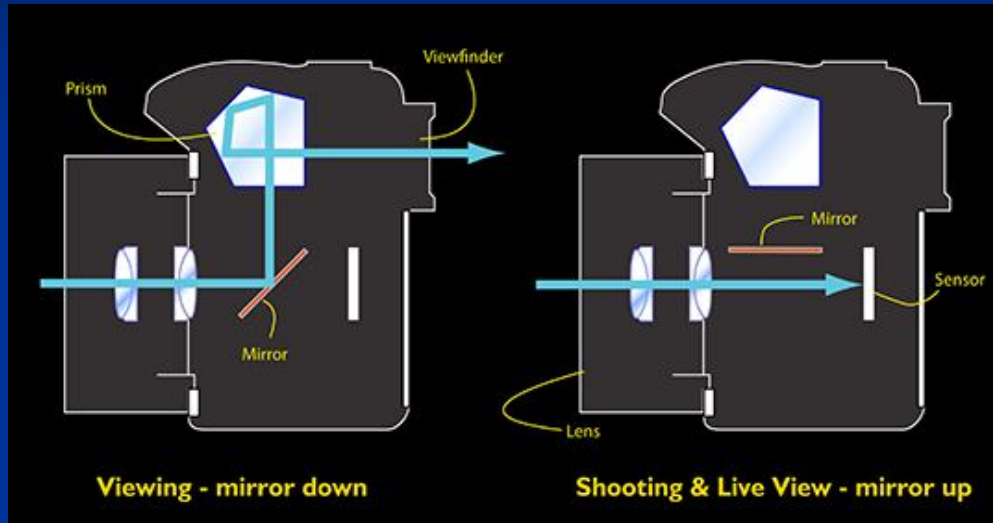 Prism
Viewfinder
Mirror
Viewing - mirror down
Mirror
Sensor
Lens
Shooting & Live View - mirror up